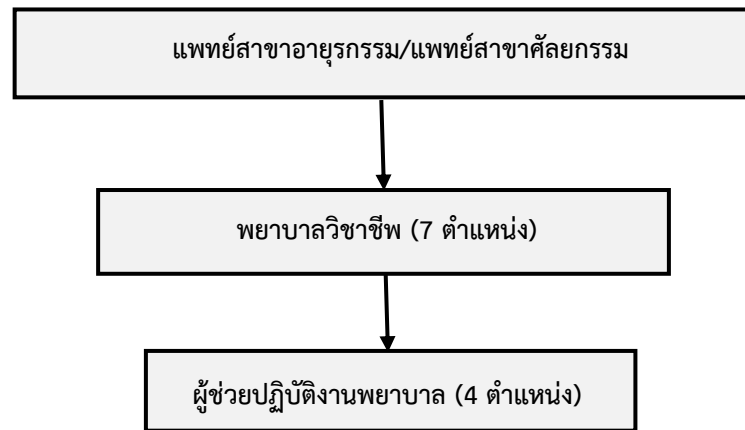 แพทย์สาขาอายุรกรรม/แพทย์สาขาศัลยกรรม
พยาบาลวิชาชีพ (7 ตำแหน่ง)
ผู้ช่วยปฏิบัติงานพยาบาล (4 ตำแหน่ง)